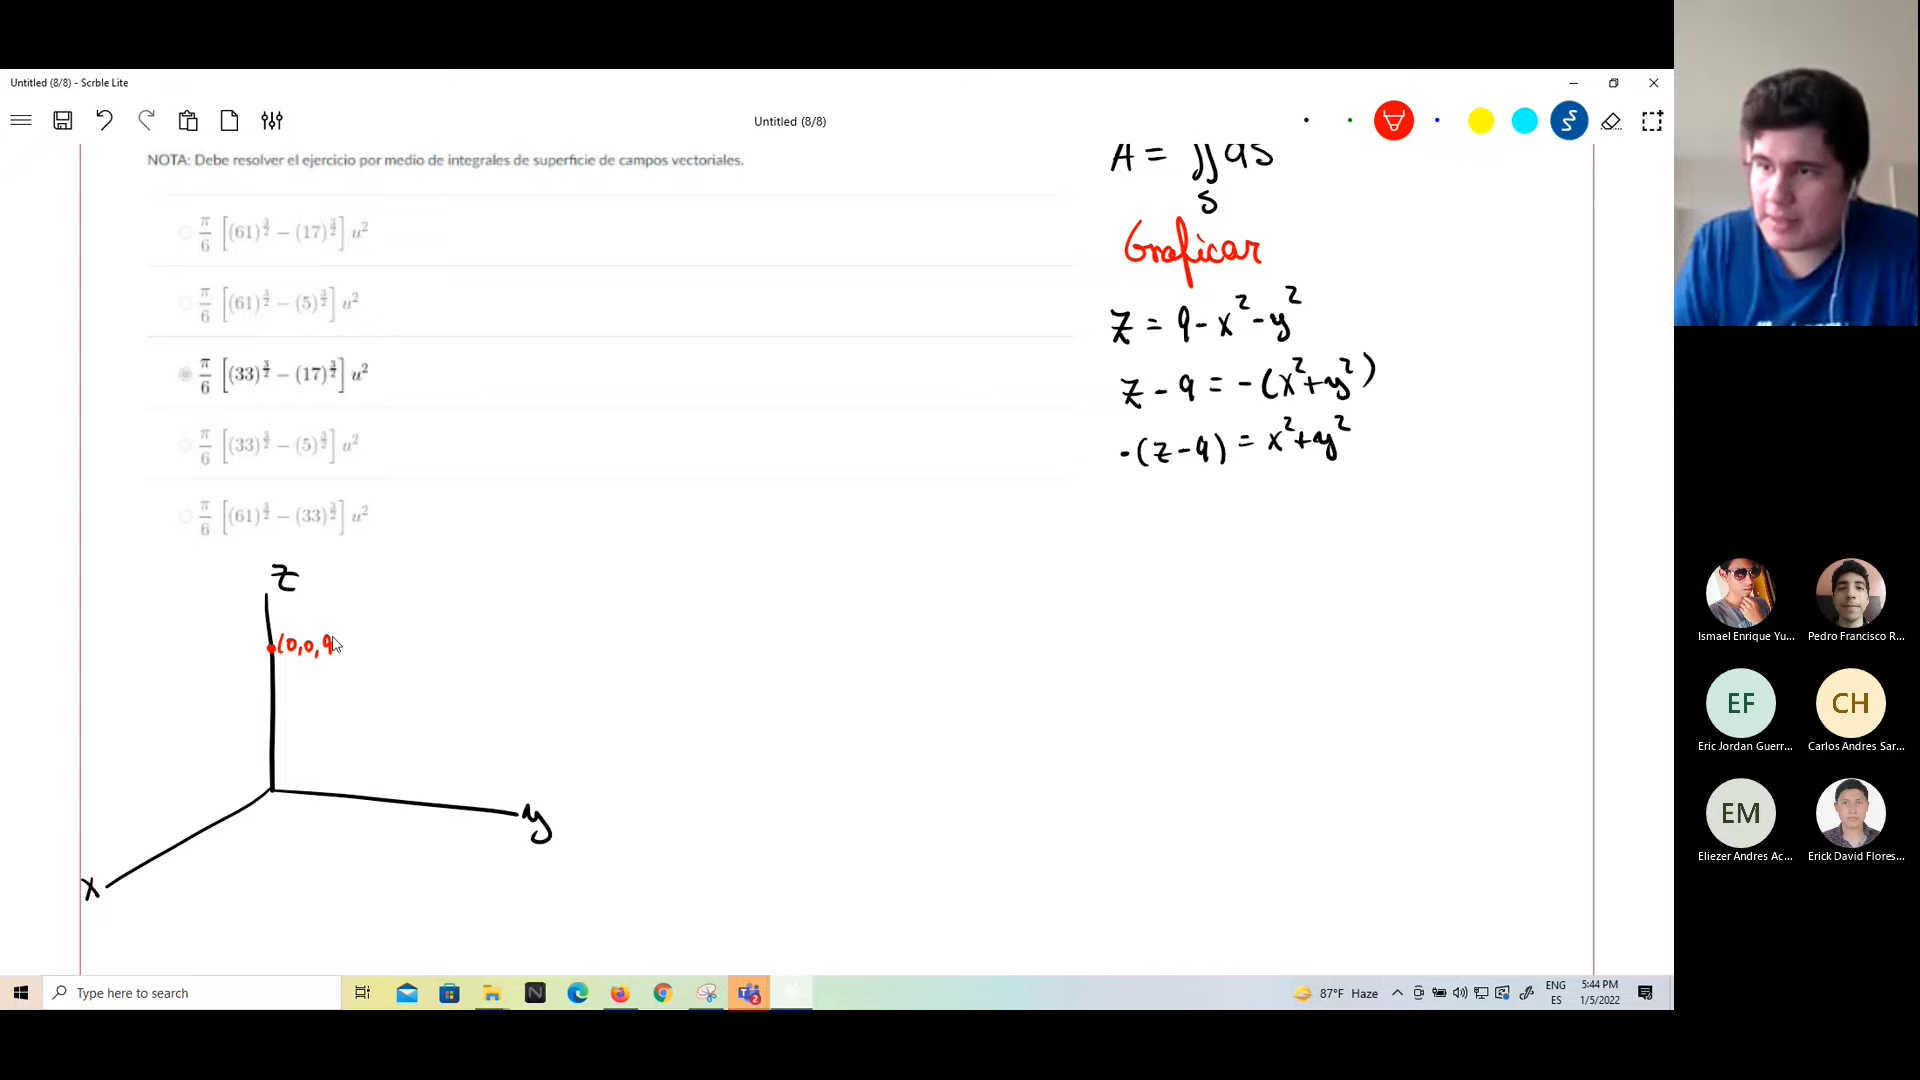 Untitled (8/8) - Scrble Lite
Untitled (8/8)
NOTA: Debe resolver el ejercicio por medio de integrales de superficie de campos vectoriales.
π/6 [(61)^{3/2} − (17)^{3/2}] u²
π/6 [(61)^{3/2} − (5)^{3/2}] u²
π/6 [(33)^{3/2} − (17)^{3/2}] u²
π/6 [(33)^{3/2} − (5)^{3/2}] u²
π/6 [(61)^{3/2} − (33)^{3/2}] u²
A = ∬ dS
S
Graficar
z = 9 - x² - y²
z - 9 = -(x² + y²)
-(z - 9) = x² + y²
z
(0,0,9
y
x
Ismael Enrique Yu...
Pedro Francisco R...
EF
CH
Eric Jordan Guerr...
Carlos Andres Sar...
EM
Eliezer Andres Ac...
Erick David Flores...
Type here to search
N
2
87°F Haze
ENG
ES
5:44 PM
1/5/2022